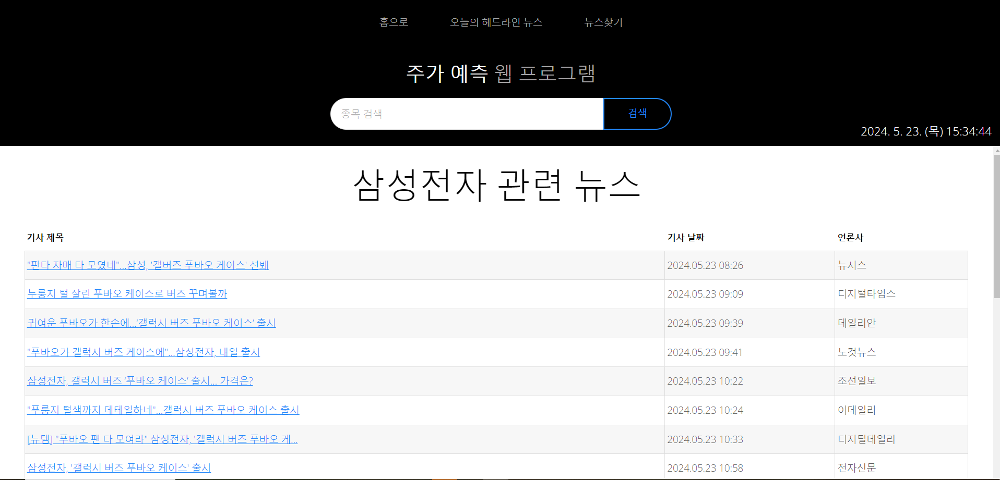 홈으로 오늘의 헤드라인 뉴스 뉴스찾기
주가 예측 웹 프로그램
종목 검색 검색
2024. 5. 23. (목) 15:34:44
삼성전자 관련 뉴스
기사 제목 기사 날짜 언론사
"판다 자매 다 모였네"...삼성, '갤버즈 푸바오 케이스' 선봬 2024.05.23 08:26 뉴시스
누룽지 털 살린 푸바오 케이스로 버즈 꾸며볼까 2024.05.23 09:09 디지털타임스
귀여운 푸바오가 한손에…‘갤럭시 버즈 푸바오 케이스’ 출시 2024.05.23 09:39 데일리안
"푸바오가 갤럭시 버즈 케이스에"…삼성전자, 내일 출시 2024.05.23 09:41 노컷뉴스
삼성전자, 갤럭시 버즈 ‘푸바오 케이스’ 출시… 가격은? 2024.05.23 10:22 조선일보
"푸룽지 털색까지 데테일하네"…갤럭시 버즈 푸바오 케이스 출시 2024.05.23 10:24 이데일리
[뉴템] "푸바오 팬 다 모여라" 삼성전자, '갤럭시 버즈 푸바오 케... 2024.05.23 10:33 디지털데일리
삼성전자, '갤럭시 버즈 푸바오 케이스' 출시 2024.05.23 10:58 전자신문